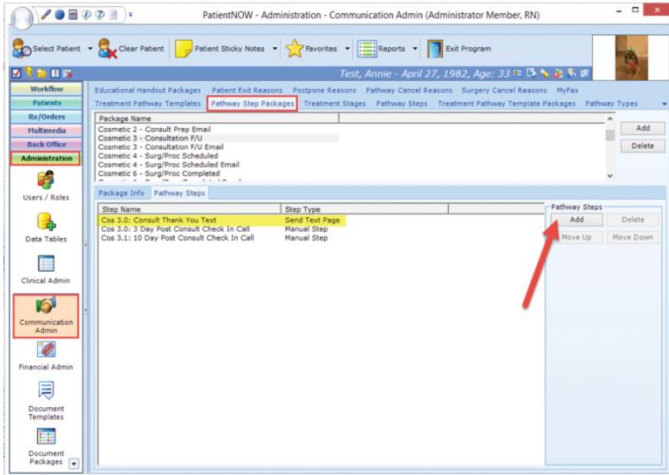 PatientNOW - Administration - Communication Admin (Administrator Member, RN)
Select Patient Clear Patient Patient Sticky Notes Favorites Reports Exit Program
Test, Annie - April 27, 1982, Age: 33
Workflow
Patients
Rx/Orders
Multimedia
Back Office
Administration
Users / Roles
Data Tables
Clinical Admin
Communication
Admin
Financial Admin
Document
Templates
Document
Packages
Educational Handout Packages Patient Exit Reasons Postpone Reasons Pathway Cancel Reasons Surgery Cancel Reasons MyFax
Treatment Pathway Templates Pathway Step Packages Treatment Stages Pathway Steps Treatment Pathway Template Packages Pathway Types
Package Name
Cosmetic 2 - Consult Prep Email
Cosmetic 3 - Consultation F/U
Cosmetic 3 - Consultation F/U Email
Cosmetic 4 - Surg/Proc Scheduled
Cosmetic 4 - Surg/Proc Scheduled Email
Cosmetic 6 - Surg/Proc Completed
Add
Delete
Package Info Pathway Steps
Step Name Step Type
Cos 3.0: Consult Thank You Text Send Text Page
Cos 3.0: 3 Day Post Consult Check In Call Manual Step
Cos 3.1: 10 Day Post Consult Check In Call Manual Step
Pathway Steps
Add Delete
Move Up Move Down